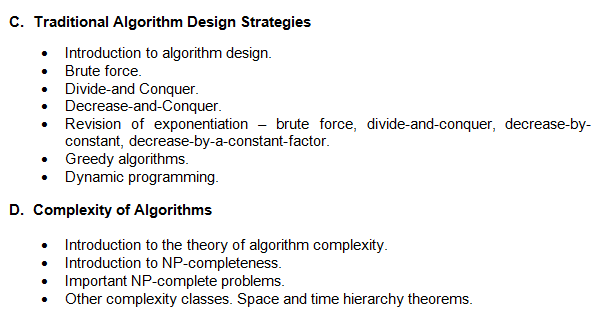 C. Traditional Algorithm Design Strategies
• Introduction to algorithm design.
• Brute force.
• Divide-and Conquer.
• Decrease-and-Conquer.
• Revision of exponentiation – brute force, divide-and-conquer, decrease-by-
constant, decrease-by-a-constant-factor.
• Greedy algorithms.
• Dynamic programming.
D. Complexity of Algorithms
• Introduction to the theory of algorithm complexity.
• Introduction to NP-completeness.
• Important NP-complete problems.
• Other complexity classes. Space and time hierarchy theorems.